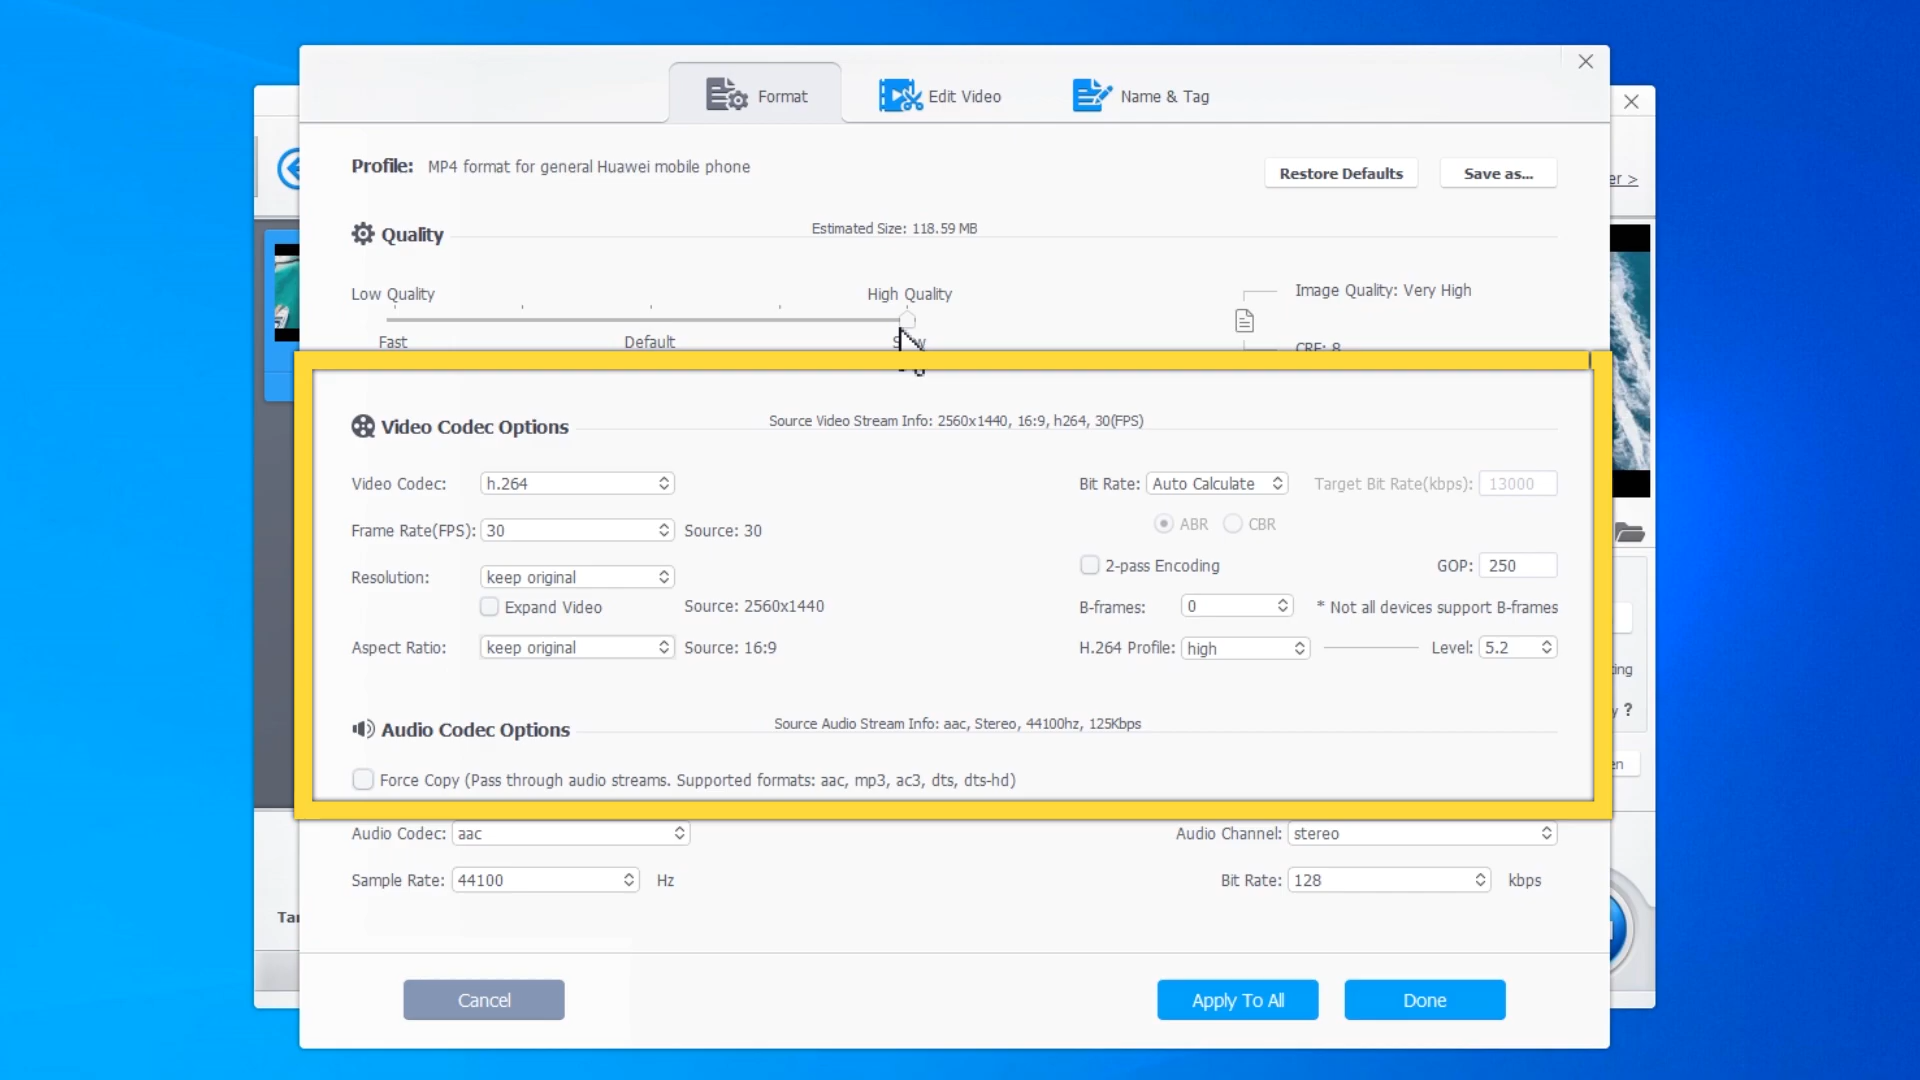 Format
Edit Video
Name & Tag
Profile: MP4 format for general Huawei mobile phone
Restore Defaults
Save as...
er >
Quality
Estimated Size: 118.59 MB
Low Quality
High Quality
Image Quality: Very High
Fast
Default
CRF: 8
Video Codec Options
Source Video Stream Info: 2560x1440, 16:9, h264, 30(FPS)
Video Codec: h.264
Bit Rate: Auto Calculate
Target Bit Rate(kbps): 13000
ABR
CBR
Frame Rate(FPS): 30
Source: 30
2-pass Encoding
GOP: 250
Resolution: keep original
Expand Video
Source: 2560x1440
B-frames: 0
* Not all devices support B-frames
Aspect Ratio: keep original
Source: 16:9
H.264 Profile: high
Level: 5.2
ing
y ?
Audio Codec Options
Source Audio Stream Info: aac, Stereo, 44100hz, 125Kbps
en
Force Copy (Pass through audio streams. Supported formats: aac, mp3, ac3, dts, dts-hd)
Audio Codec: aac
Audio Channel: stereo
Sample Rate: 44100 Hz
Bit Rate: 128 kbps
Tar
Cancel
Apply To All
Done